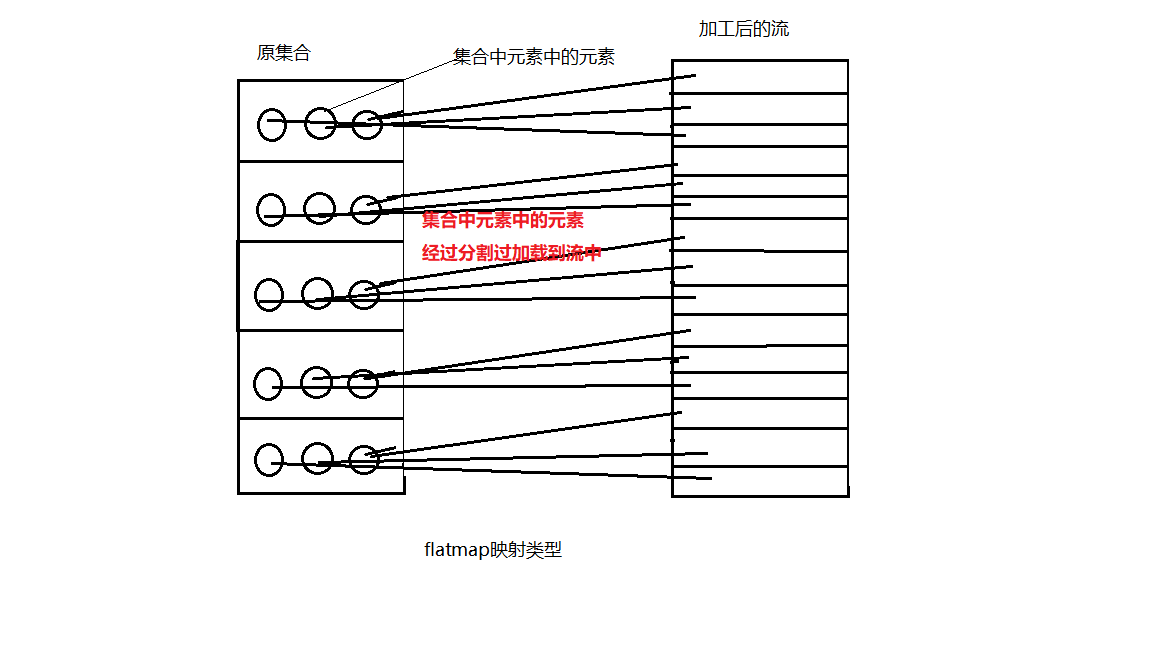 加工后的流
原集合
集合中元素中的元素
集合中元素中的元素
经过分割过加载到流中
flatmap映射类型